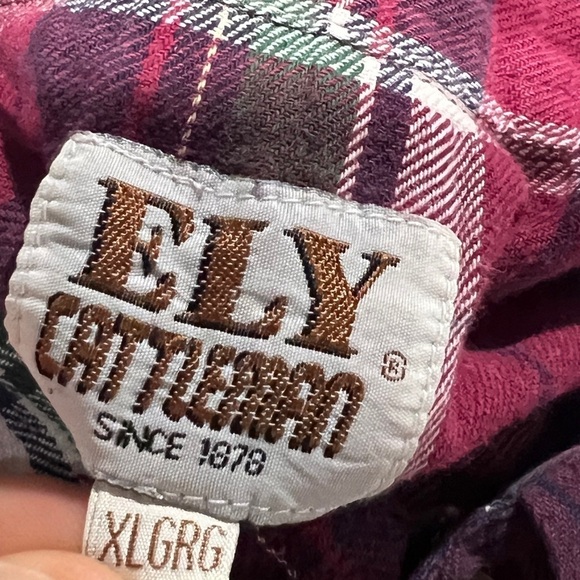 ELY
CATTLEMAN®
SINCE 1878
XLGRG